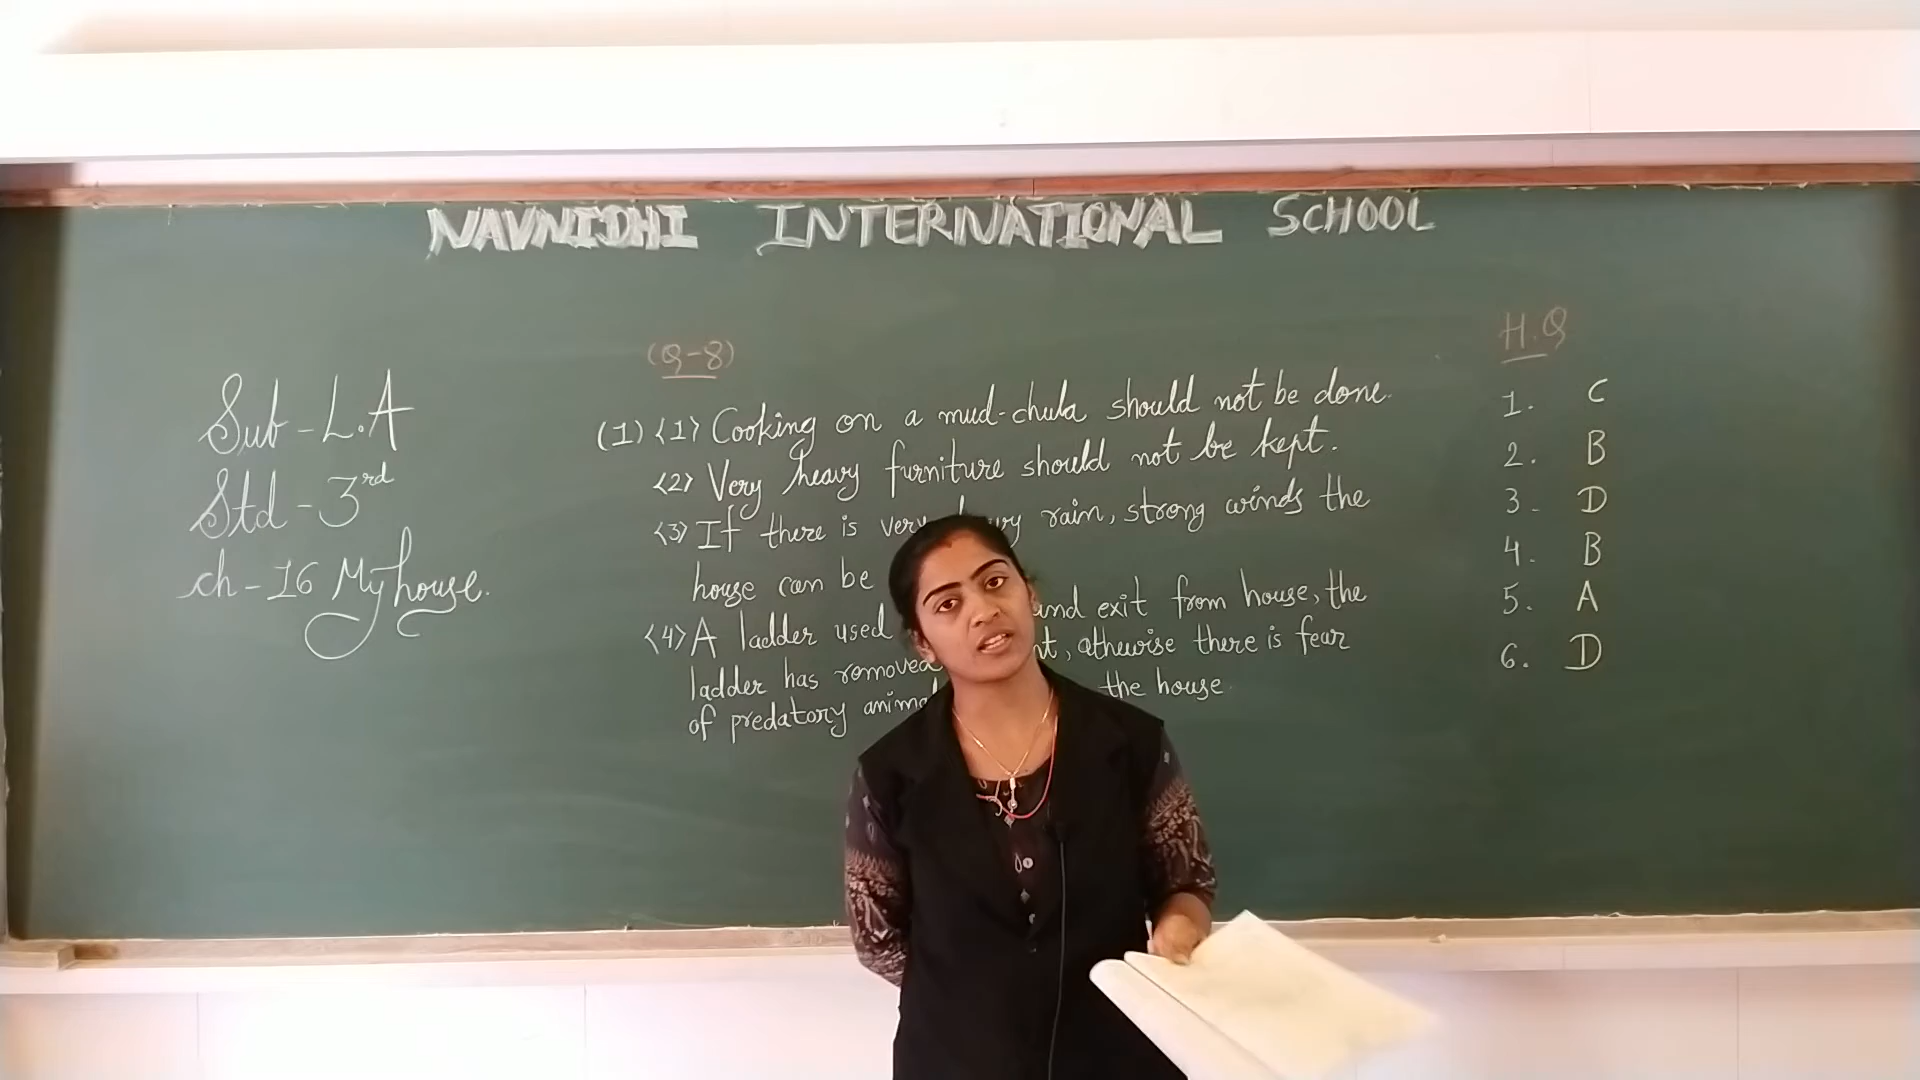 NAVNIDHI INTERNATIONAL SCHOOL
Sub - L.A
Std - 3rd
ch - 16 My house.
(Q-8)
(1) <1> Cooking on a mud-chula should not be done.
<2> Very heavy furniture should not be kept.
<3> If there is very rain, strong winds the
house can be
<4> A ladder used and exit from house, the
ladder has removed , othewise there is fear
of predatory the house.
H.Q
1. C
2. B
3. D
4. B
5. A
6. D